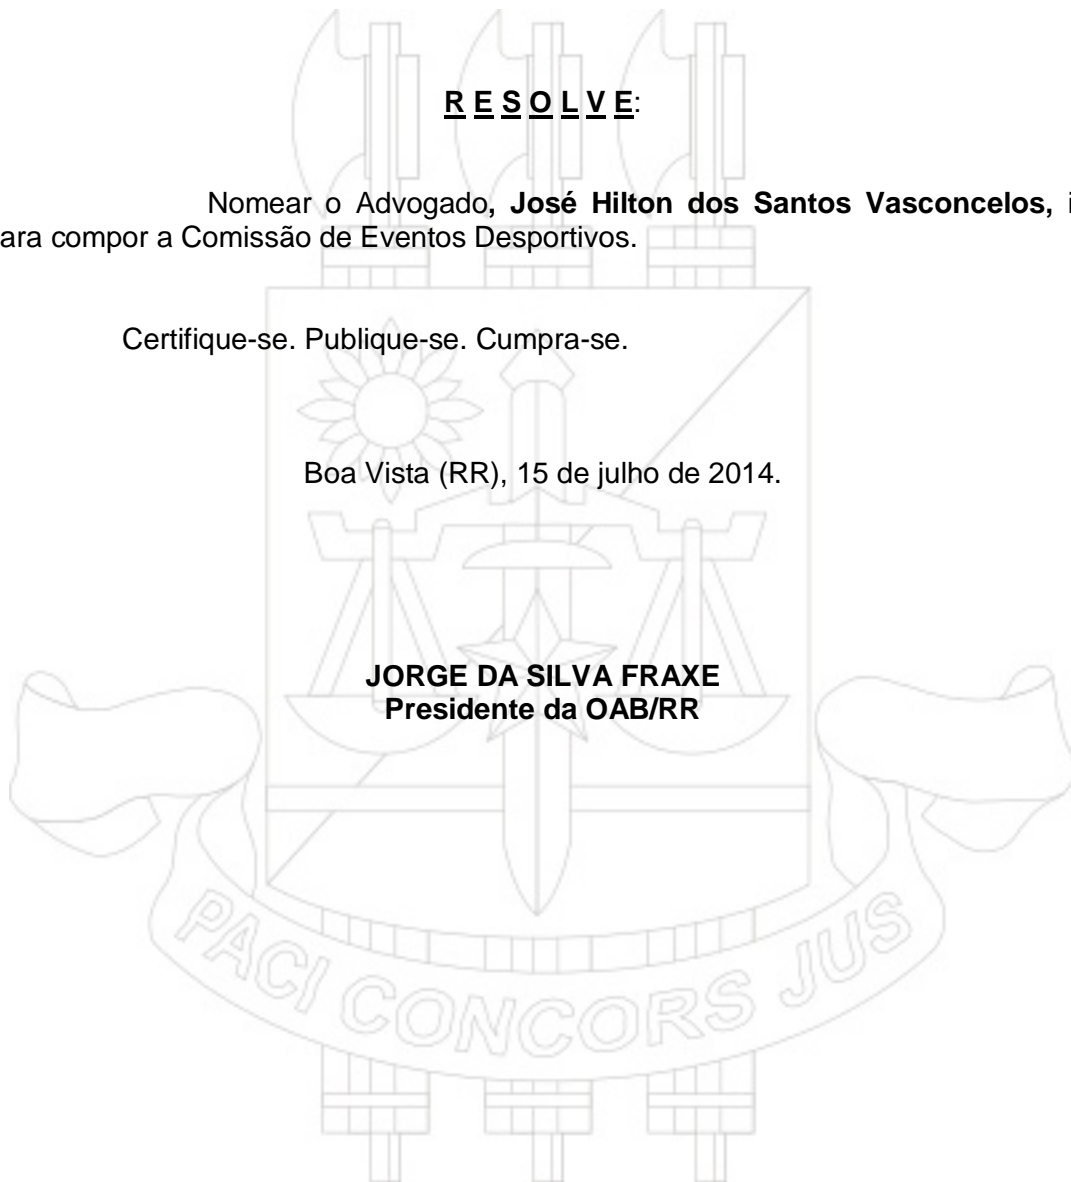 R E S O L V E:
Nomear o Advogado, José Hilton dos Santos Vasconcelos, i
ara compor a Comissão de Eventos Desportivos.
Certifique-se. Publique-se. Cumpra-se.
Boa Vista (RR), 15 de julho de 2014.
JORGE DA SILVA FRAXE
Presidente da OAB/RR
PACI CONCORS JUS